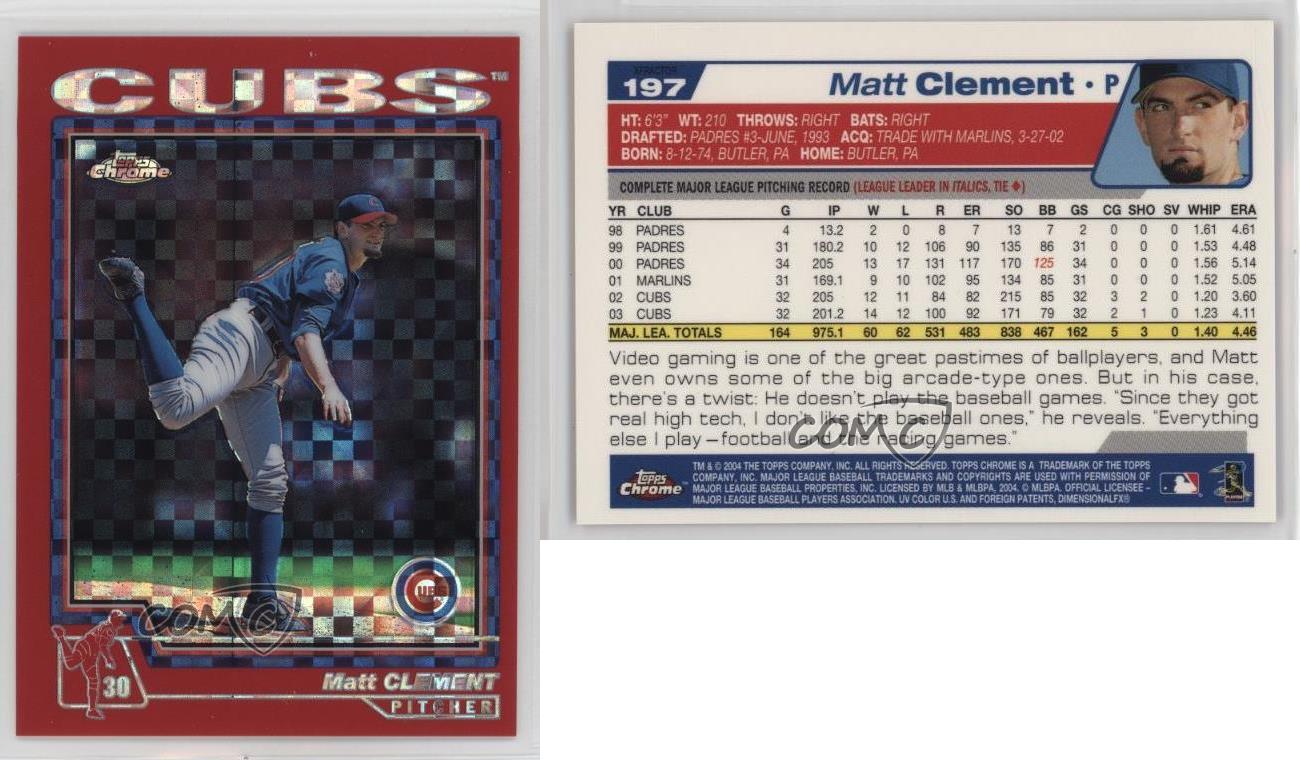 CUBS™
Topps
Chrome
CUBS
COMC
30
Matt CLEMENT
PITCHER
XFRACTOR
197
Matt Clement · P
HT: 6'3" WT: 210 THROWS: RIGHT BATS: RIGHT
DRAFTED: PADRES #3-JUNE, 1993 ACQ: TRADE WITH MARLINS, 3-27-02
BORN: 8-12-74, BUTLER, PA HOME: BUTLER, PA
COMPLETE MAJOR LEAGUE PITCHING RECORD (LEAGUE LEADER IN ITALICS, TIE ♦)
YR CLUB G IP W L R ER SO BB GS CG SHO SV WHIP ERA
98 PADRES 4 13.2 2 0 8 7 13 7 2 0 0 0 1.61 4.61
99 PADRES 31 180.2 10 12 106 90 135 86 31 0 0 0 1.53 4.48
00 PADRES 34 205 13 17 131 117 170 125 34 0 0 0 1.56 5.14
01 MARLINS 31 169.1 9 10 102 95 134 85 31 0 0 0 1.52 5.05
02 CUBS 32 205 12 11 84 82 215 85 32 3 2 0 1.20 3.60
03 CUBS 32 201.2 14 12 100 92 171 79 32 2 1 0 1.23 4.11
MAJ. LEA. TOTALS 164 975.1 60 62 531 483 838 467 162 5 3 0 1.40 4.46
Video gaming is one of the great pastimes of ballplayers, and Matt
even owns some of the big arcade-type ones. But in his case,
there's a twist: He doesn't play the baseball games. "Since they got
real high tech, I don't like the baseball ones," he reveals. "Everything
else I play – football and the racing games."
COMC
Topps
Chrome™
TM & © 2004 THE TOPPS COMPANY, INC. ALL RIGHTS RESERVED. TOPPS CHROME IS A TRADEMARK OF THE TOPPS
COMPANY, INC. MAJOR LEAGUE BASEBALL TRADEMARKS AND COPYRIGHTS ARE USED WITH PERMISSION OF
MAJOR LEAGUE BASEBALL PROPERTIES, INC. LICENSED BY MLB & MLBPA, 2004. © MLBPA. OFFICIAL LICENSEE –
MAJOR LEAGUE BASEBALL PLAYERS ASSOCIATION. UV COLOR U.S. AND FOREIGN PATENTS, DIMENSIONALFX®